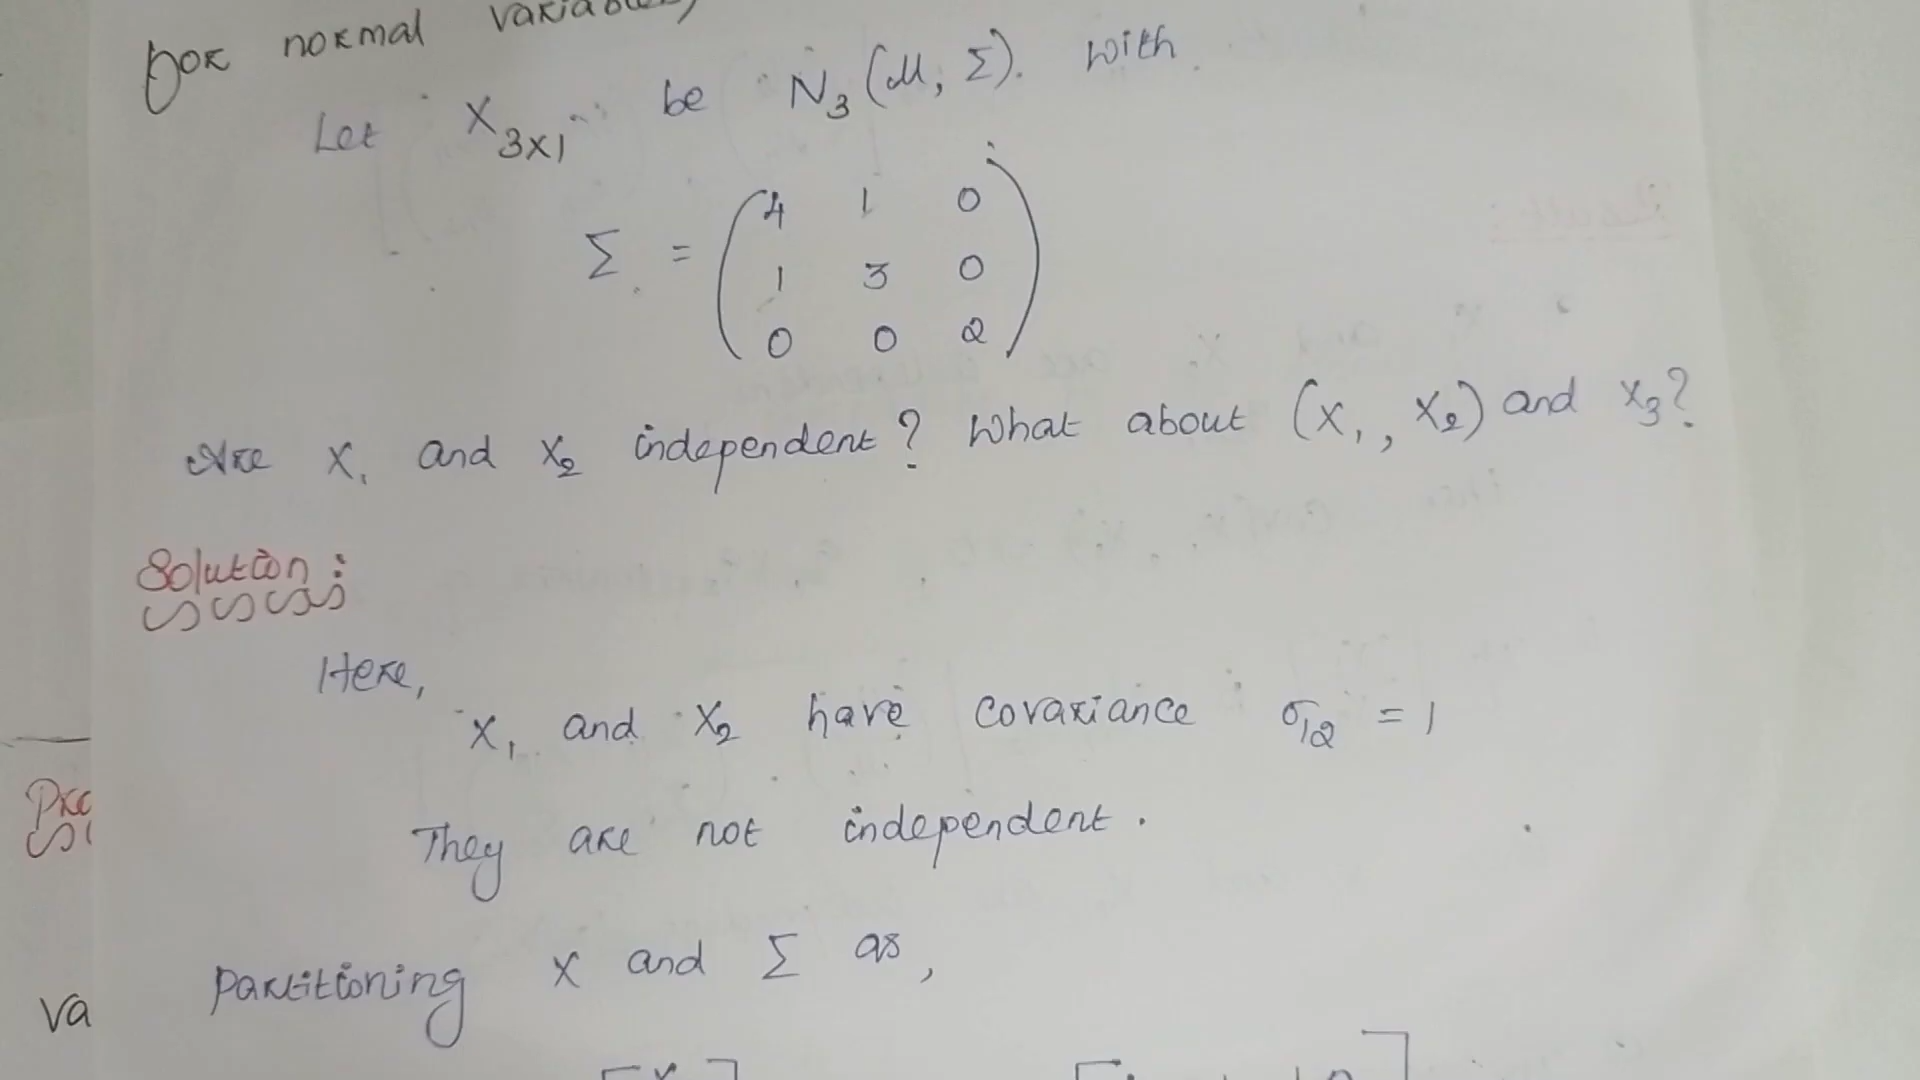 for normal variables,
Let X3x1 be N3 (μ, Σ). with
Σ = ( 4 1 0
1 3 0
0 0 2 )
Are X1 and X2 independent? What about (X1, X2) and X3?
Solution:
Here,
X1 and X2 have covariance σ12 = 1
They are not independent.
Partitioning X and Σ as,